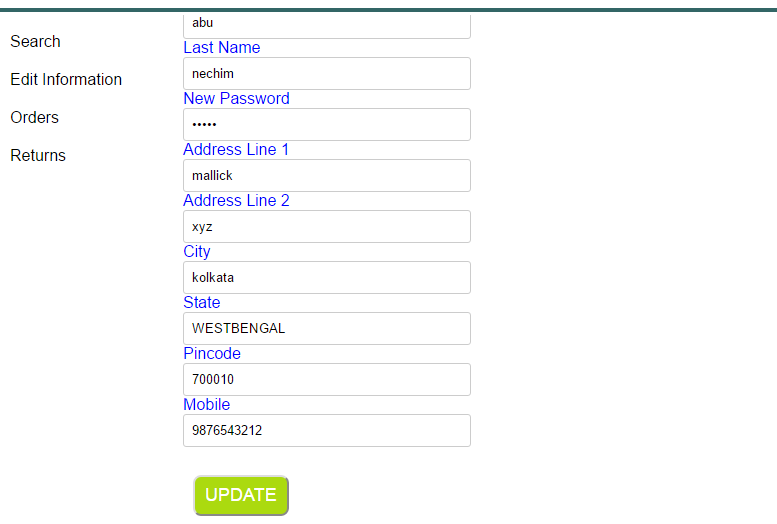 Search
Edit Information
Orders
Returns
abu
Last Name
nechim
New Password
•••••
Address Line 1
mallick
Address Line 2
xyz
City
kolkata
State
WESTBENGAL
Pincode
700010
Mobile
9876543212
UPDATE